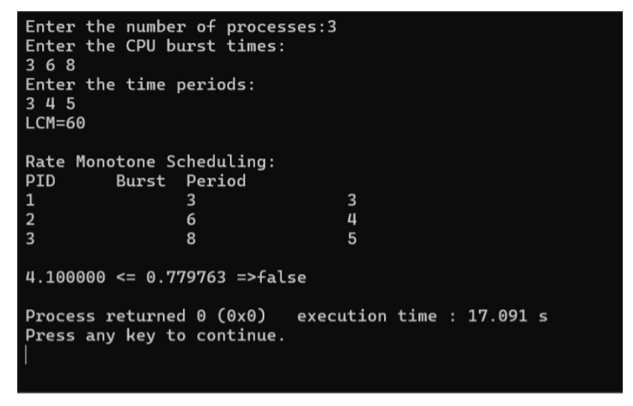 Enter the number of processes:3
Enter the CPU burst times:
3 6 8
Enter the time periods:
3 4 5
LCM=60
Rate Monotone Scheduling:
PID Burst Period
1 3 3
2 6 4
3 8 5
4.100000 <= 0.779763 =>false
Process returned 0 (0x0) execution time : 17.091 s
Press any key to continue.